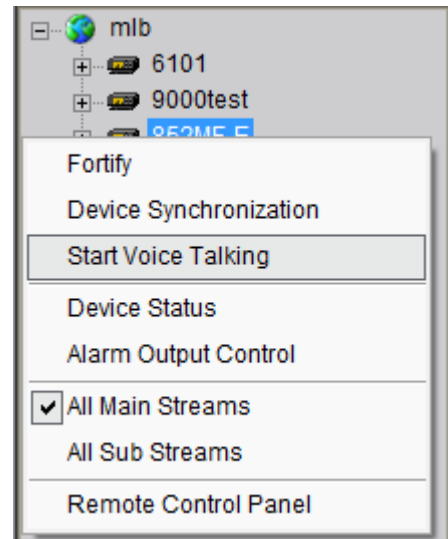 mlb
6101
9000test
Fortify
Device Synchronization
Start Voice Talking
Device Status
Alarm Output Control
All Main Streams
All Sub Streams
Remote Control Panel